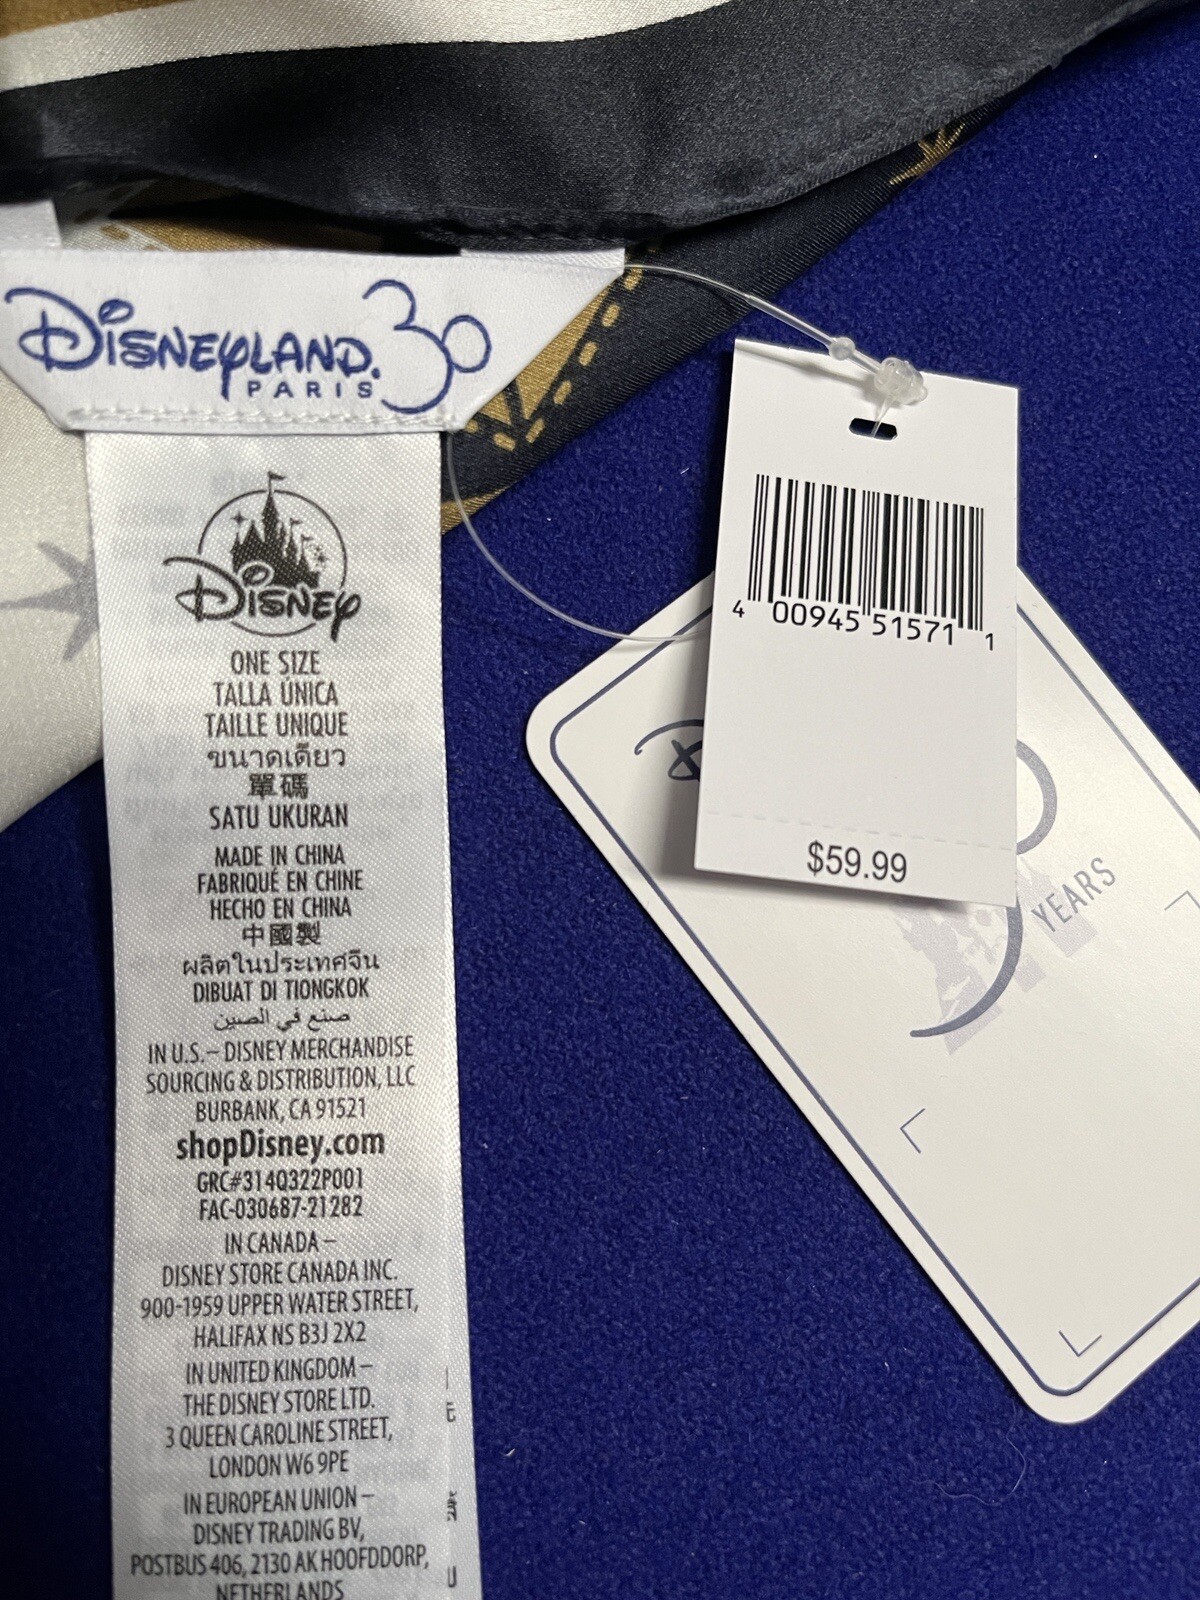 DISNEYLAND. 30
PARIS
DISNEY
ONE SIZE
TALLA ÚNICA
TAILLE UNIQUE
ขนาดเดียว
單碼
SATU UKURAN
MADE IN CHINA
FABRIQUÉ EN CHINE
HECHO EN CHINA
中國製
ผลิตในประเทศจีน
DIBUAT DI TIONGKOK
صنع في الصين
IN U.S.– DISNEY MERCHANDISE
SOURCING & DISTRIBUTION, LLC
BURBANK, CA 91521
shopDisney.com
GRC#314Q322P001
FAC-030687-21282
IN CANADA –
DISNEY STORE CANADA INC.
900-1959 UPPER WATER STREET,
HALIFAX NS B3J 2X2
IN UNITED KINGDOM –
THE DISNEY STORE LTD.
3 QUEEN CAROLINE STREET,
LONDON W6 9PE
IN EUROPEAN UNION –
DISNEY TRADING BV,
POSTBUS 406, 2130 AK HOOFDDORP,
NETHERLANDS
4 00945 51571 1
$59.99
YEARS